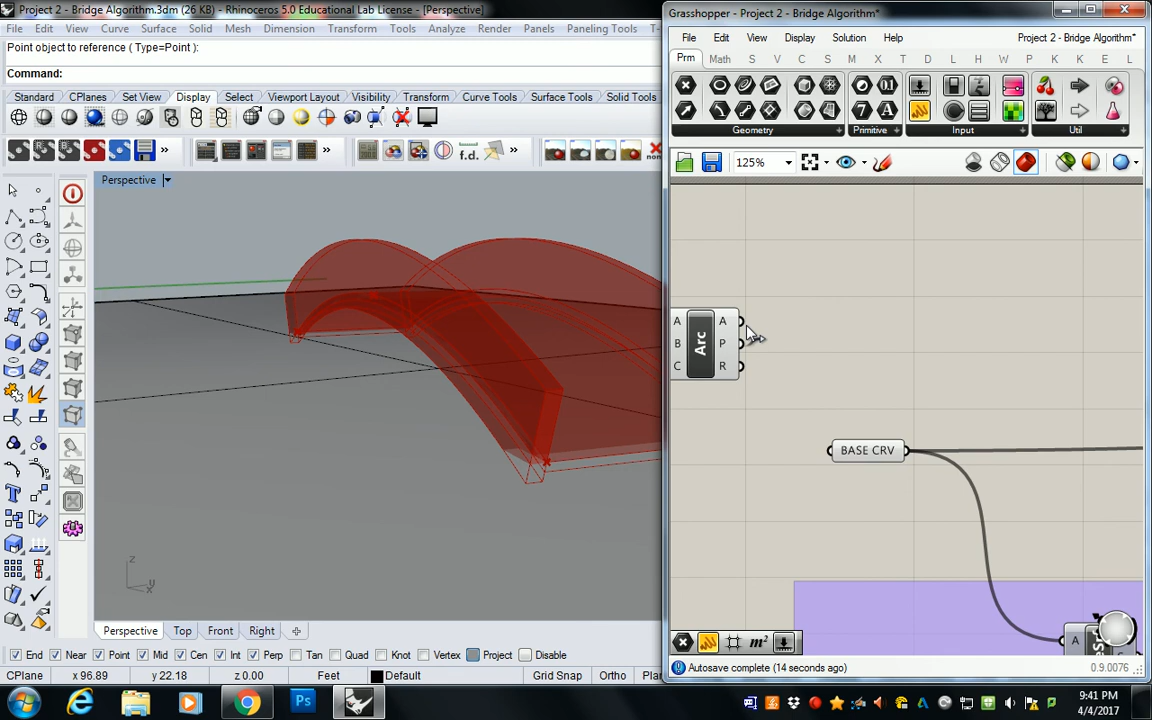 Project 2 - Bridge Algorithm.3dm (26 KB) - Rhinoceros 5.0 Educational Lab License - [Perspective]
File Edit View Curve Surface Solid Mesh Dimension Transform Tools Analyze Render Panels Paneling Tools
Point object to reference ( Type=Point ):
Command:
Standard CPlanes Set View Display Select Viewport Layout Visibility Transform Curve Tools Surface Tools Solid Tools
f.d.
Perspective
z
y
x
Perspective Top Front Right
End Near Point Mid Cen Int Perp Tan Quad Knot Vertex Project Disable
CPlane x 96.89 y 22.18 z 0.00 Feet Default Grid Snap Ortho
Grasshopper - Project 2 - Bridge Algorithm*
File Edit View Display Solution Help Project 2 - Bridge Algorithm*
Prm Math S V C S M X T D L H W P K K E L
Geometry Primitive Input Util
125%
A Arc A
B P
C R
BASE CRV
A
m²
Autosave complete (14 seconds ago) 0.9.0076
Ps
9:41 PM
4/4/2017